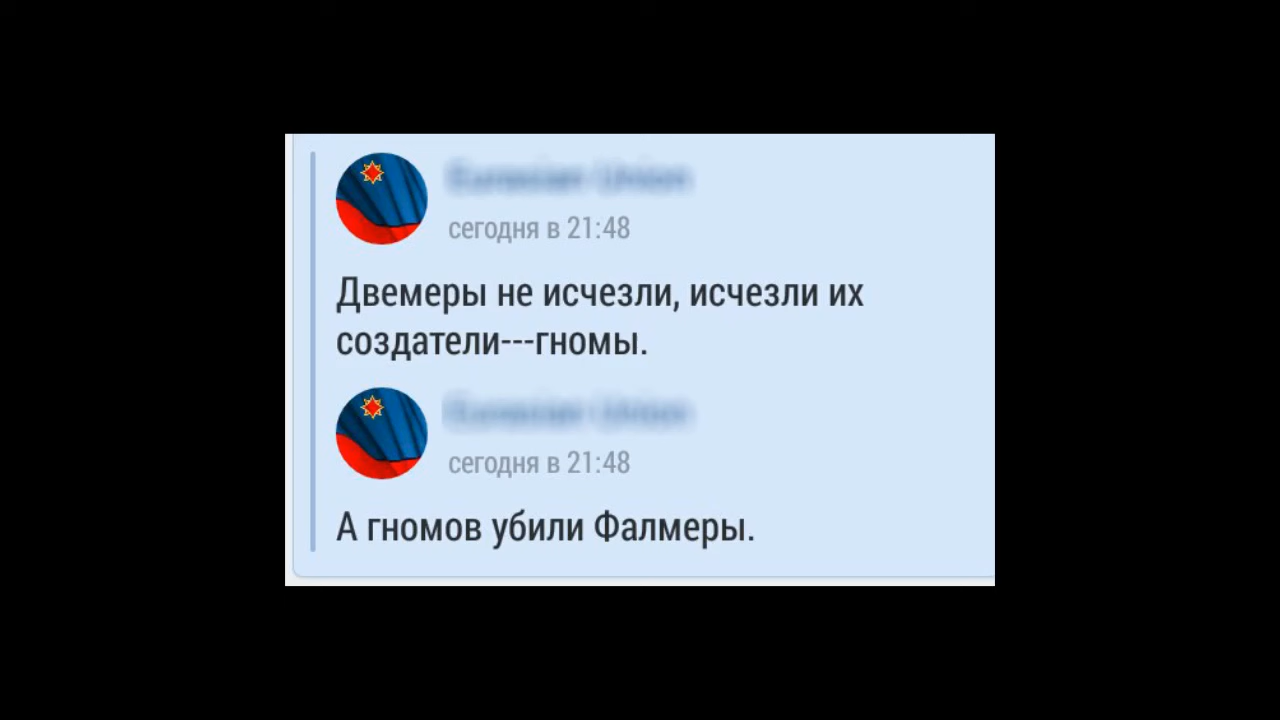 сегодня в 21:48
Двемеры не исчезли, исчезли их
создатели---гномы.
сегодня в 21:48
А гномов убили Фалмеры.